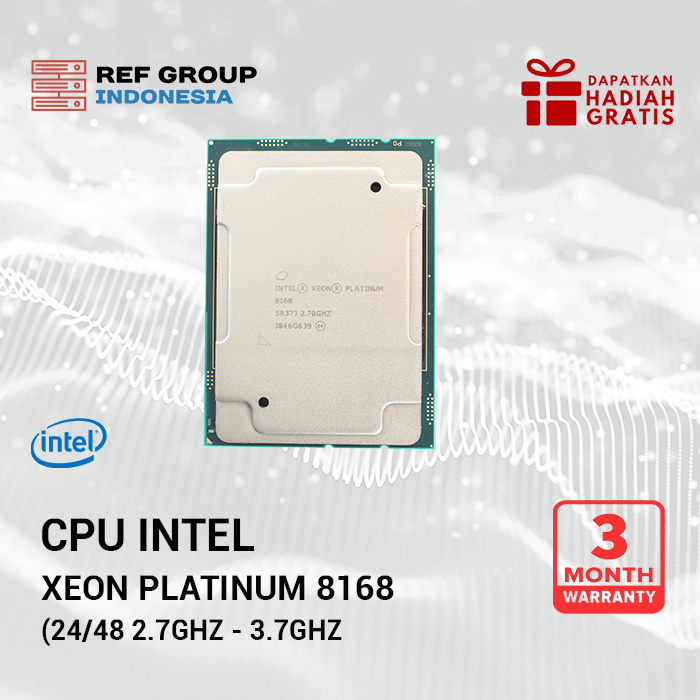 REF GROUP
INDONESIA
DAPATKAN
HADIAH
GRATIS
INTEL® XEON® PLATINUM
8168
SR37J 2.70GHZ
J846G639
intel
CPU INTEL
XEON PLATINUM 8168
(24/48 2.7GHZ - 3.7GHZ
3
MONTH
WARRANTY